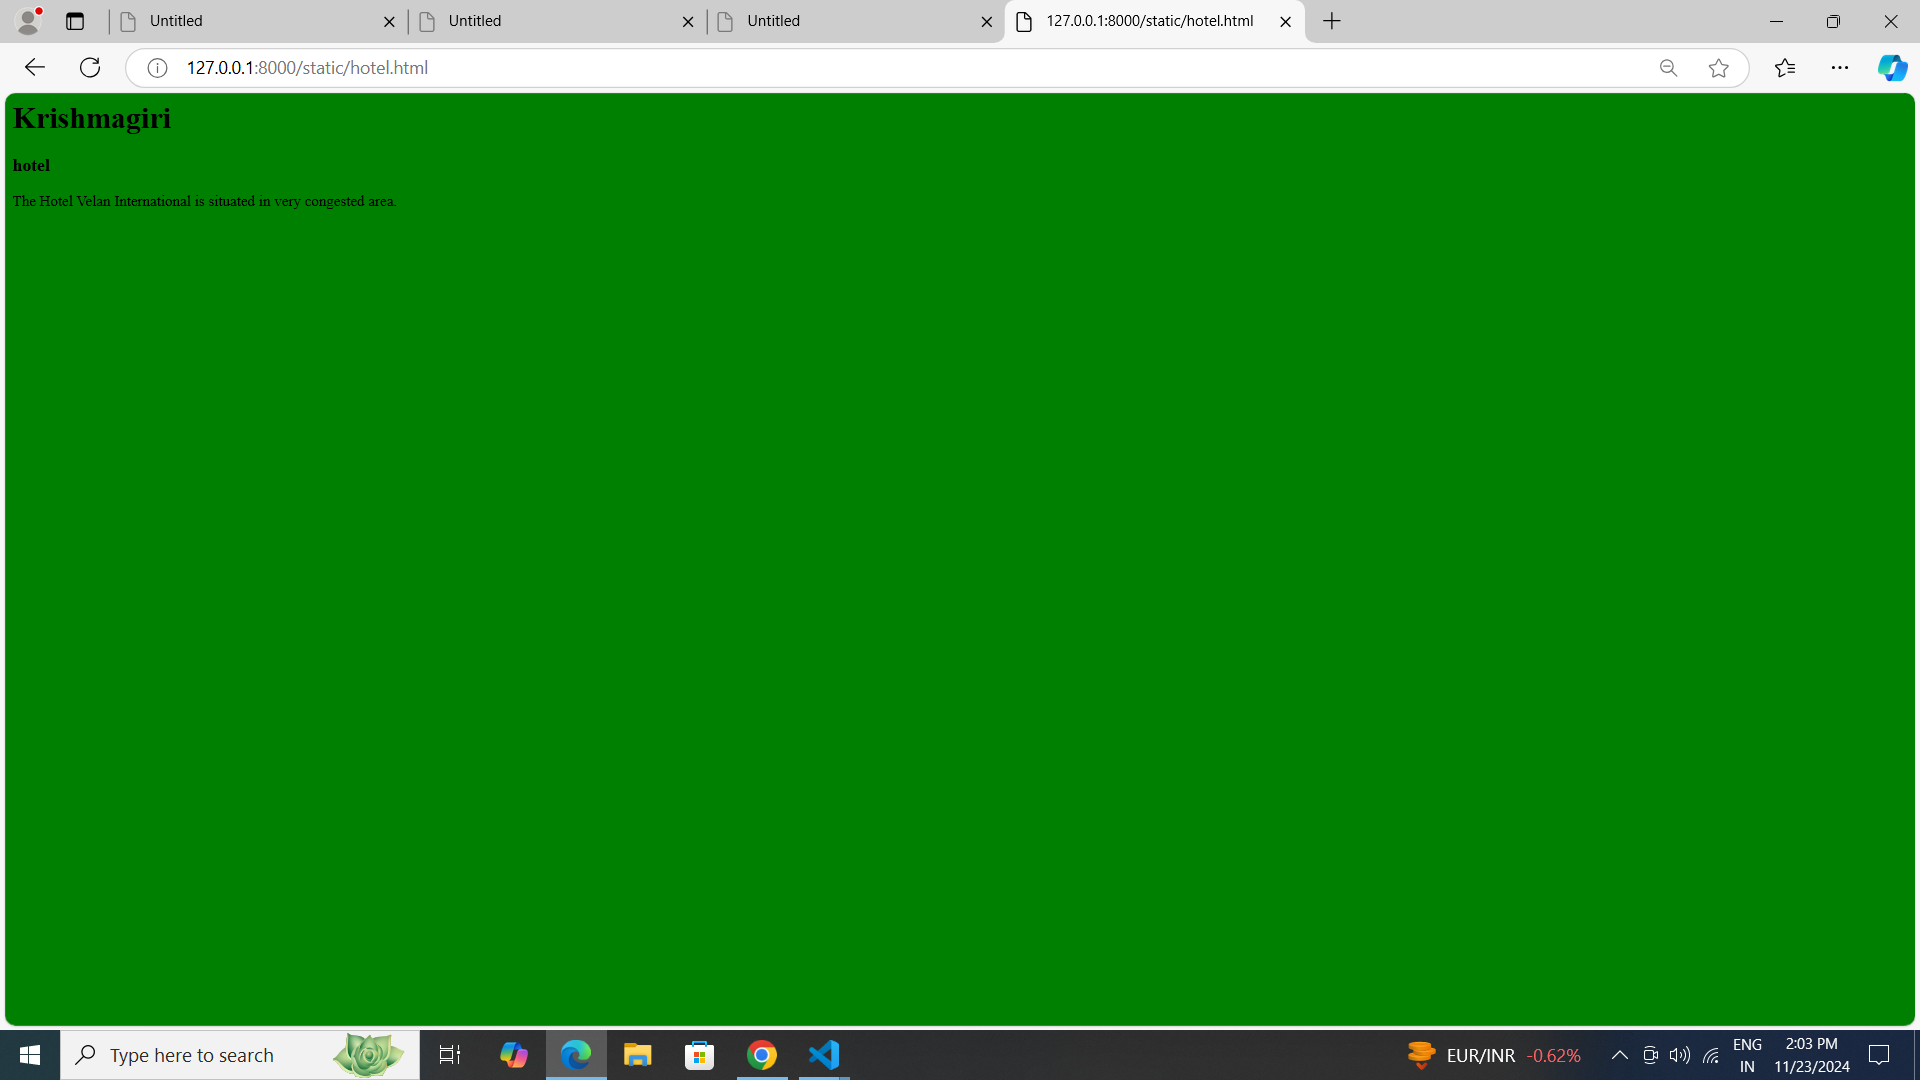 Untitled
Untitled
Untitled
127.0.0.1:8000/static/hotel.html
127.0.0.1:8000/static/hotel.html
Krishmagiri
hotel
The Hotel Velan International is situated in very congested area.
Type here to search
EUR/INR -0.62%
ENG
IN
2:03 PM
11/23/2024